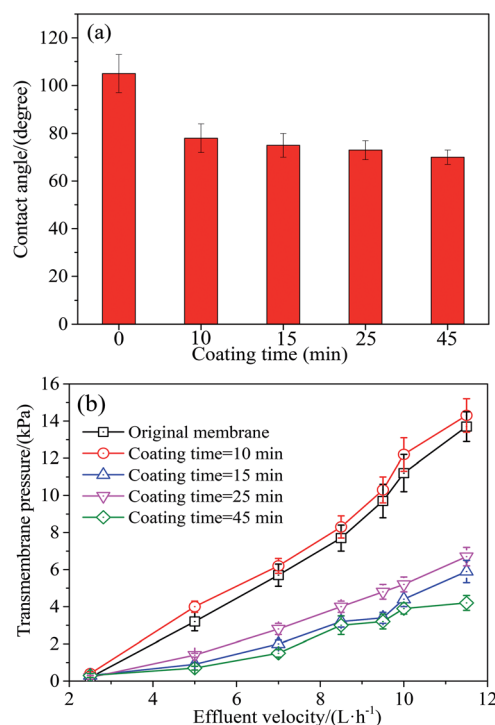 (a)
120
100
80
60
40
20
0
Contact angle/(degree)
0 10 15 25 45
Coating time (min)
(b)
16
14
12
10
8
6
4
2
0
Transmembrane pressure/(kPa)
Original membrane
Coating time=10 min
Coating time=15 min
Coating time=25 min
Coating time=45 min
2 4 6 8 10 12
Effluent velocity/(L·h⁻¹)